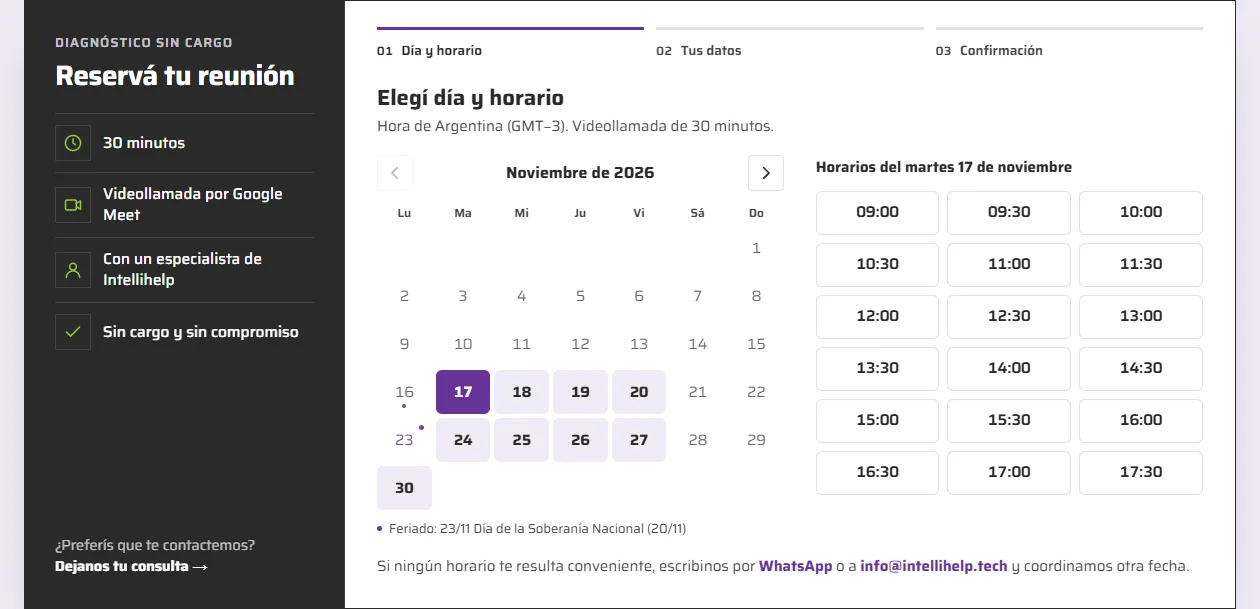 DIAGNÓSTICO SIN CARGO
Reservá tu reunión
30 minutos
Videollamada por Google
Meet
Con un especialista de
Intellihelp
Sin cargo y sin compromiso
¿Preferís que te contactemos?
Dejanos tu consulta →
01 Día y horario
02 Tus datos
03 Confirmación
Elegí día y horario
Hora de Argentina (GMT-3). Videollamada de 30 minutos.
Noviembre de 2026
Lu Ma Mi Ju Vi Sá Do
1
2 3 4 5 6 7 8
9 10 11 12 13 14 15
16 17 18 19 20 21 22
23 24 25 26 27 28 29
30
Feriado: 23/11 Día de la Soberanía Nacional (20/11)
Horarios del martes 17 de noviembre
09:00 09:30 10:00
10:30 11:00 11:30
12:00 12:30 13:00
13:30 14:00 14:30
15:00 15:30 16:00
16:30 17:00 17:30
Si ningún horario te resulta conveniente, escribinos por WhatsApp o a info@intellihelp.tech y coordinamos otra fecha.